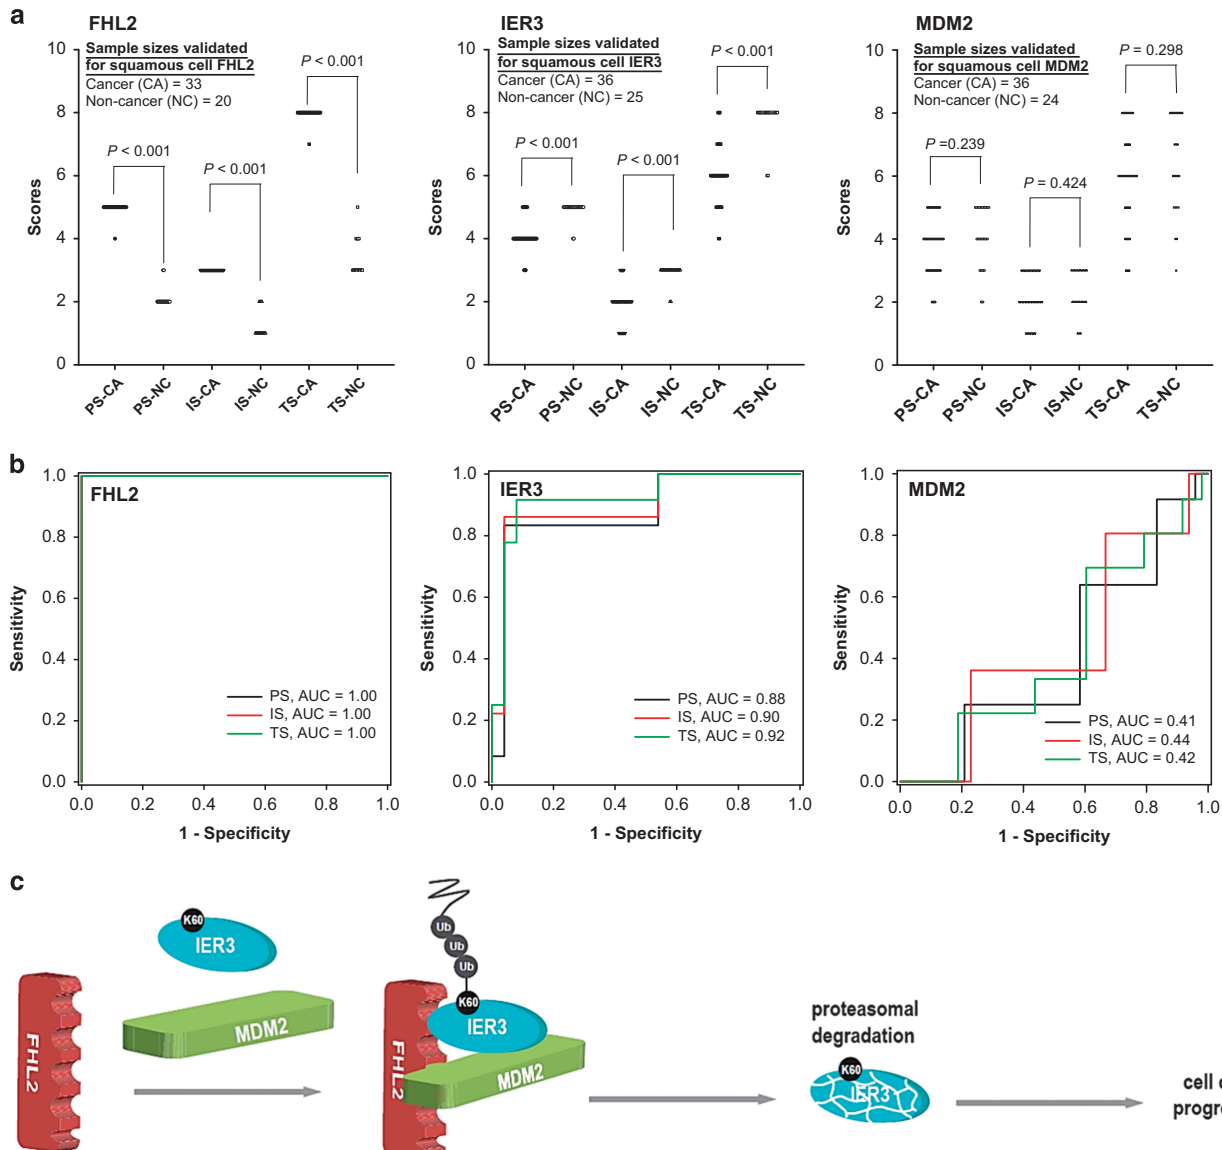 a
FHL2
Sample sizes validated
for squamous cell FHL2
Cancer (CA) = 33
Non-cancer (NC) = 20
P < 0.001
P < 0.001
P < 0.001
Scores
10
8
6
4
2
0
PS-CA
PS-NC
IS-CA
IS-NC
TS-CA
TS-NC
IER3
Sample sizes validated
for squamous cell IER3
Cancer (CA) = 36
Non-cancer (NC) = 25
P < 0.001
P < 0.001
P < 0.001
Scores
10
8
6
4
2
0
PS-CA
PS-NC
IS-CA
IS-NC
TS-CA
TS-NC
MDM2
Sample sizes validated
for squamous cell MDM2
Cancer (CA) = 36
Non-cancer (NC) = 24
P = 0.298
P =0.239
P = 0.424
Scores
10
8
6
4
2
0
PS-CA
PS-NC
IS-CA
IS-NC
TS-CA
TS-NC
b
FHL2
Sensitivity
1.0
0.8
0.6
0.4
0.2
0.0
PS, AUC = 1.00
IS, AUC = 1.00
TS, AUC = 1.00
0.0 0.2 0.4 0.6 0.8 1.0
1 - Specificity
IER3
Sensitivity
1.0
0.8
0.6
0.4
0.2
0.0
PS, AUC = 0.88
IS, AUC = 0.90
TS, AUC = 0.92
0.0 0.2 0.4 0.6 0.8 1.0
1 - Specificity
MDM2
Sensitivity
1.0
0.8
0.6
0.4
0.2
0.0
PS, AUC = 0.41
IS, AUC = 0.44
TS, AUC = 0.42
0.0 0.2 0.4 0.6 0.8 1.0
1 - Specificity
c
K60
IER3
MDM2
FHL2
Ub
Ub
Ub
K60
IER3
MDM2
FHL2
proteasomal
degradation
K60
IER3
cell
progre